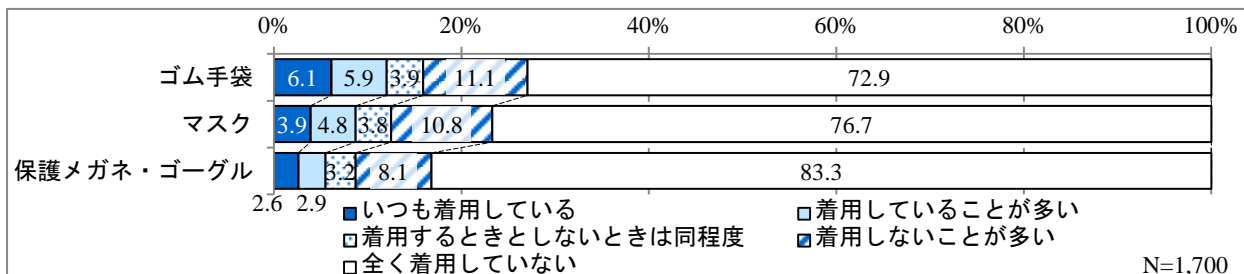 0% 20% 40% 60% 80% 100%
ゴム手袋 6.1 5.9 3.9 11.1 72.9
マスク 3.9 4.8 3.8 10.8 76.7
保護メガネ・ゴーグル 3.2 8.1 83.3
2.6 2.9
いつも着用している 着用していることが多い
着用するときとしないときは同程度 着用しないことが多い
全く着用していない N=1,700